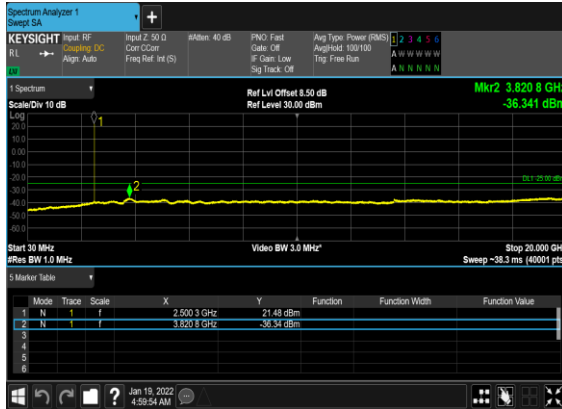 Spectrum Analyzer 1
Swept SA
+
KEYSIGHT Input: RF Input Z: 50 Ω #Atten: 40 dB PNO: Fast Avg Type: Power (RMS) 1 2 3 4 5 6
RL Coupling: DC Corr CCorr Gate: Off Avg|Hold: 100/100 A W W W W W
Align: Auto Freq Ref: Int (S) IF Gain: Low Trig: Free Run
LU Sig Track: Off A N N N N N
1 Spectrum Ref Lvl Offset 8.50 dB Mkr2 3.820 8 GHz
Scale/Div 10 dB Ref Level 30.00 dBm -36.341 dBm
Log
20.0
10.0
0.00
-10.0
-20.0
-30.0
-40.0
-50.0
-60.0
1
2
DL1 -25.00 dBm
Start 30 MHz Video BW 3.0 MHz* Stop 20.000 GHz
#Res BW 1.0 MHz Sweep ~38.3 ms (40001 pts)
5 Marker Table
Mode Trace Scale X Y Function Function Width Function Value
1 N 1 f 2.500 3 GHz 21.48 dBm
2 N 1 f 3.820 8 GHz -36.34 dBm
3
4
5
6
? Jan 19, 2022
4:59:54 AM